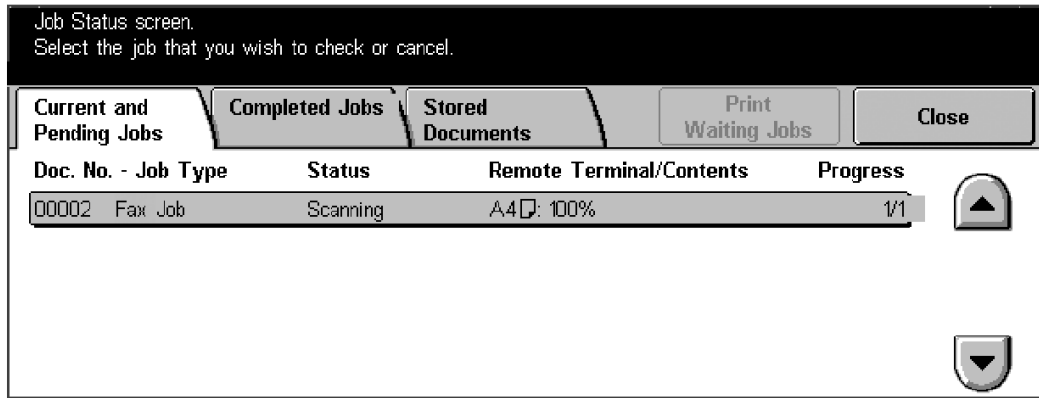 Job Status screen.
Select the job that you wish to check or cancel.
Current and
Pending Jobs
Completed Jobs
Stored
Documents
Print
Waiting Jobs
Close
Doc. No. - Job Type Status Remote Terminal/Contents Progress
00002 Fax Job Scanning A4: 100% 1/1